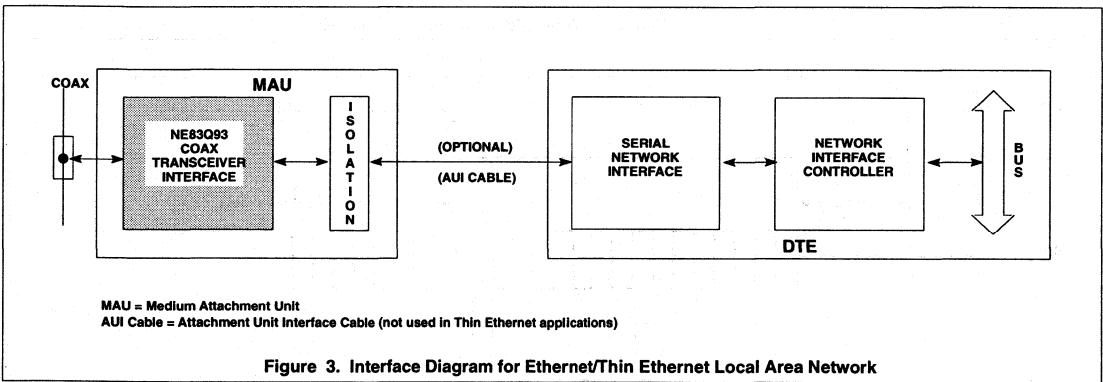 COAX
MAU
NE83Q93
COAX
TRANSCEIVER
INTERFACE
ISOLATION
(OPTIONAL)
(AUI CABLE)
SERIAL
NETWORK
INTERFACE
NETWORK
INTERFACE
CONTROLLER
BUS
DTE
MAU = Medium Attachment Unit
AUI Cable = Attachment Unit Interface Cable (not used in Thin Ethernet applications)
Figure 3. Interface Diagram for Ethernet/Thin Ethernet Local Area Network